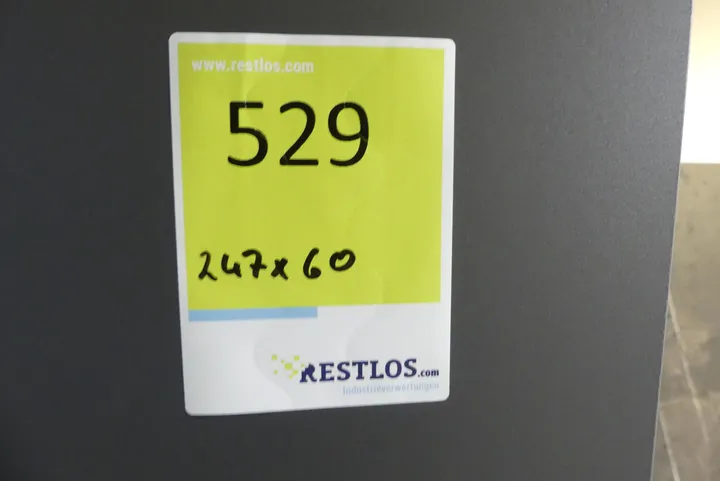 www.restlos.com
529
247x60
RESTLOS.com
Industrieverwertungen